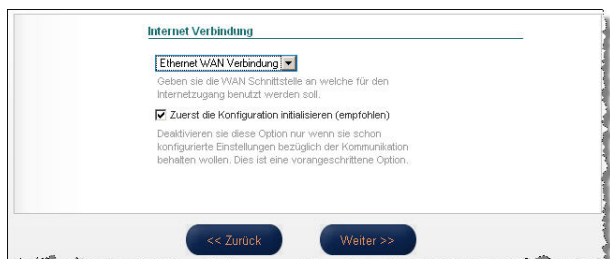 Internet Verbindung
Ethernet WAN Verbindung
Geben sie die WAN Schnittstelle an welche für den
Internetzugang benutzt werden soll.
Zuerst die Konfiguration initialisieren (empfohlen)
Deaktivieren sie diese Option nur wenn sie schon
konfigurierte Einstellungen bezüglich der Kommunikation
behalten wollen. Dies ist eine vorangeschrittene Option.
<< Zurück
Weiter >>